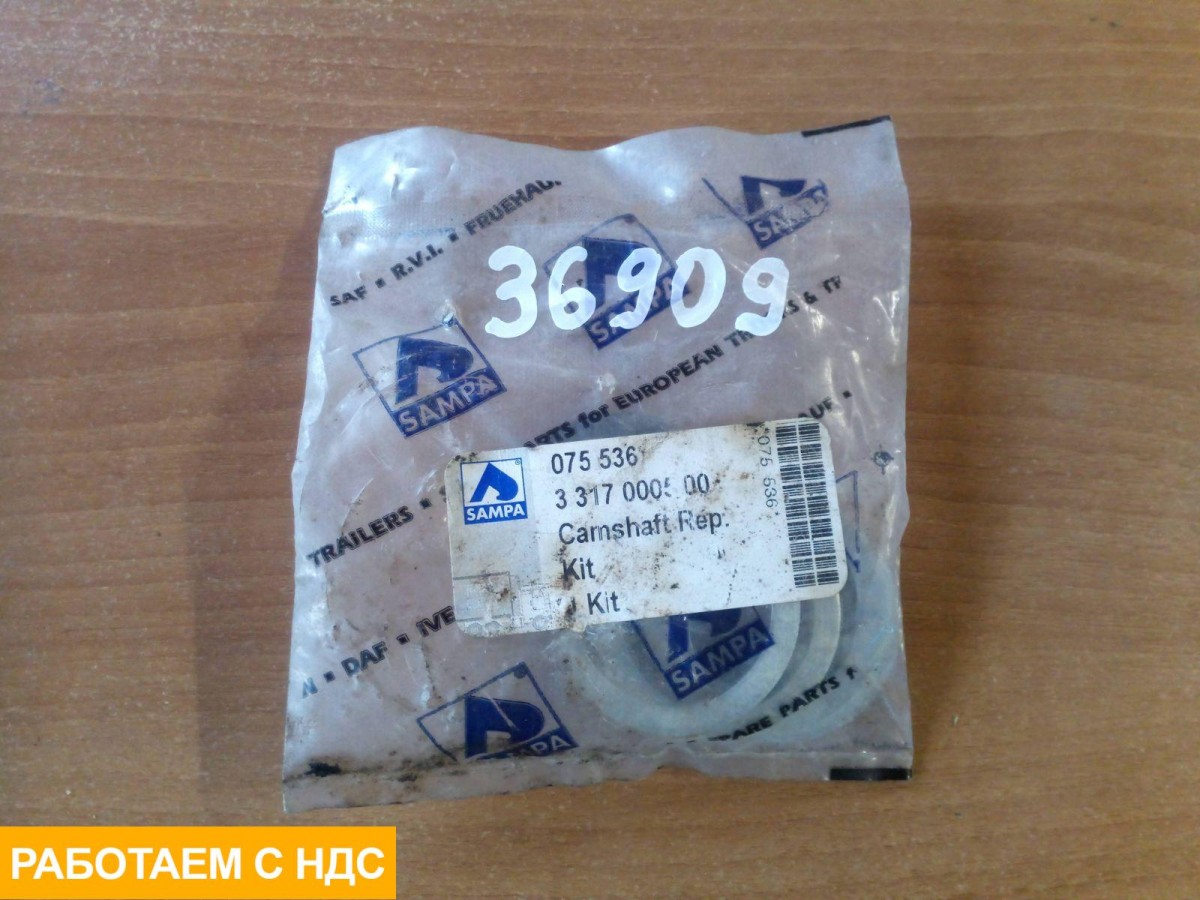 SAF ▪ R.V.I. ▪ FRUEHAUF
SAMPA
36909
SAMPA
SAMPA
PARTS for EUROPEAN TRUCKS & TR
TRAILERS ▪
SAMPA
075 536
3 317 0005 00
Camshaft Rep.
Kit
Kit
075 536
N ▪ DAF ▪ IVE
SAMPA
SPARE PARTS f
SAMPA
РАБОТАЕМ С НДС